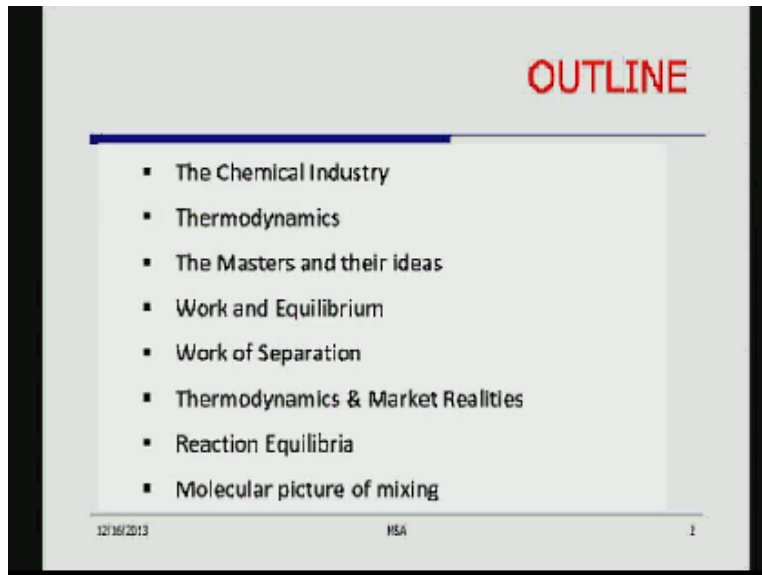 OUTLINE
▪ The Chemical Industry
▪ Thermodynamics
▪ The Masters and their ideas
▪ Work and Equilibrium
▪ Work of Separation
▪ Thermodynamics & Market Realities
▪ Reaction Equilibria
▪ Molecular picture of mixing
12/16/2013 MSA 2